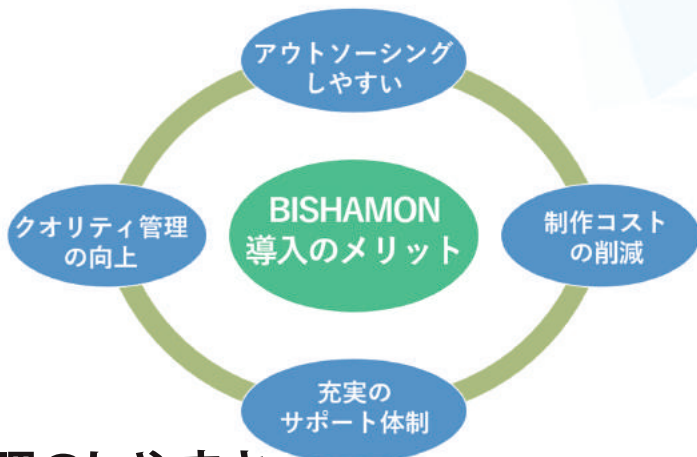 アウトソーシング
しやすい
クオリティ管理
の向上
BISHAMON
導入のメリット
制作コスト
の削減
充実の
サポート体制